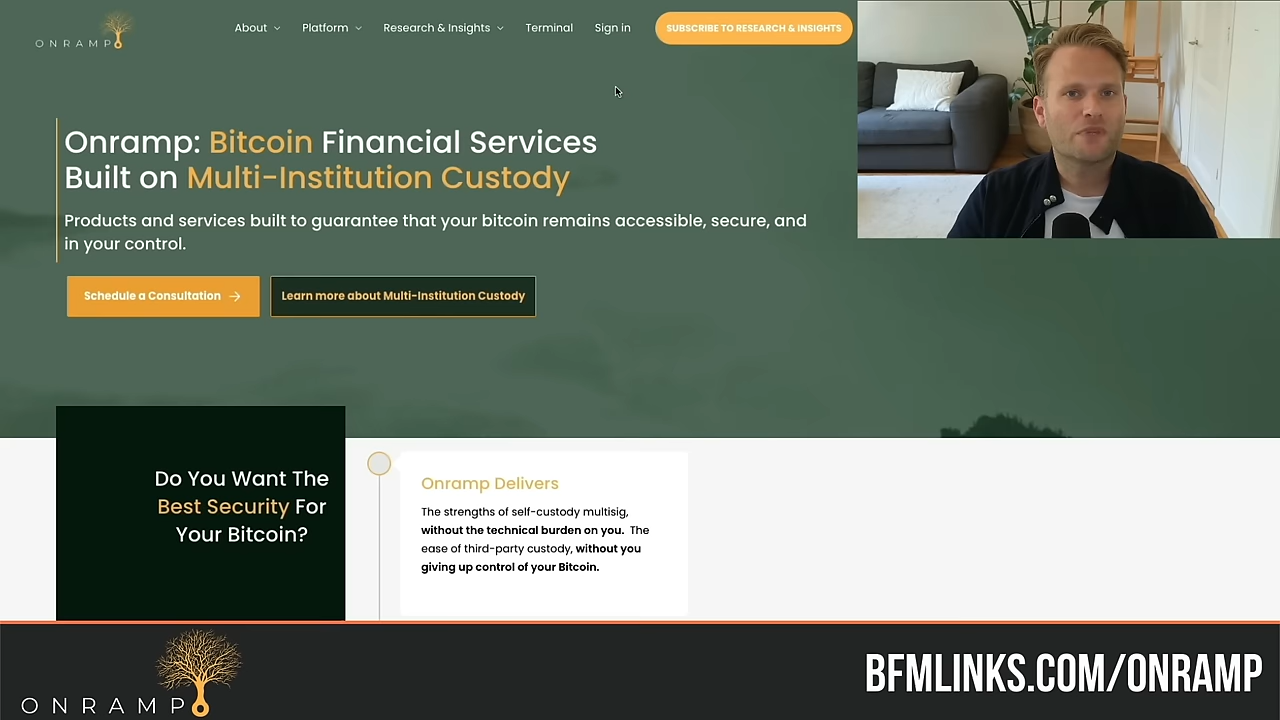 ONRAMP
About
Platform
Research & Insights
Terminal
Sign in
SUBSCRIBE TO RESEARCH & INSIGHTS
Onramp: Bitcoin Financial Services
Built on Multi-Institution Custody
Products and services built to guarantee that your bitcoin remains accessible, secure, and
in your control.
Schedule a Consultation →
Learn more about Multi-Institution Custody
Do You Want The
Best Security For
Your Bitcoin?
Onramp Delivers
The strengths of self-custody multisig,
without the technical burden on you. The
ease of third-party custody, without you
giving up control of your Bitcoin.
ONRAMP
BFMLINKS.COM/ONRAMP